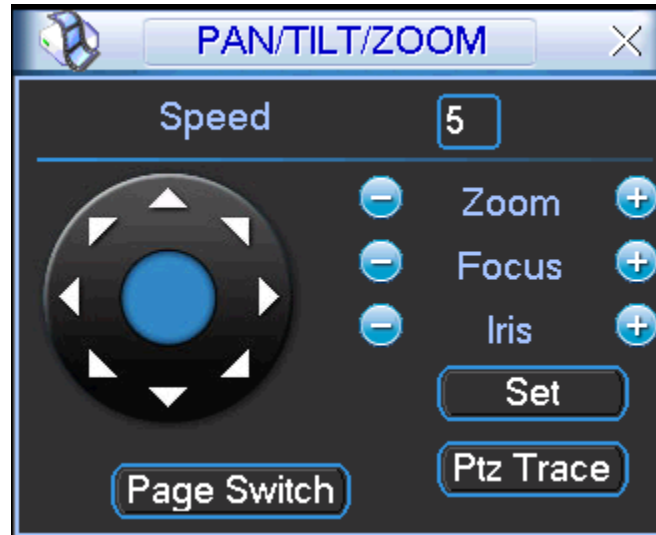 PAN/TILT/ZOOM
Speed 5
Zoom
Focus
Iris
Set
Ptz Trace
Page Switch